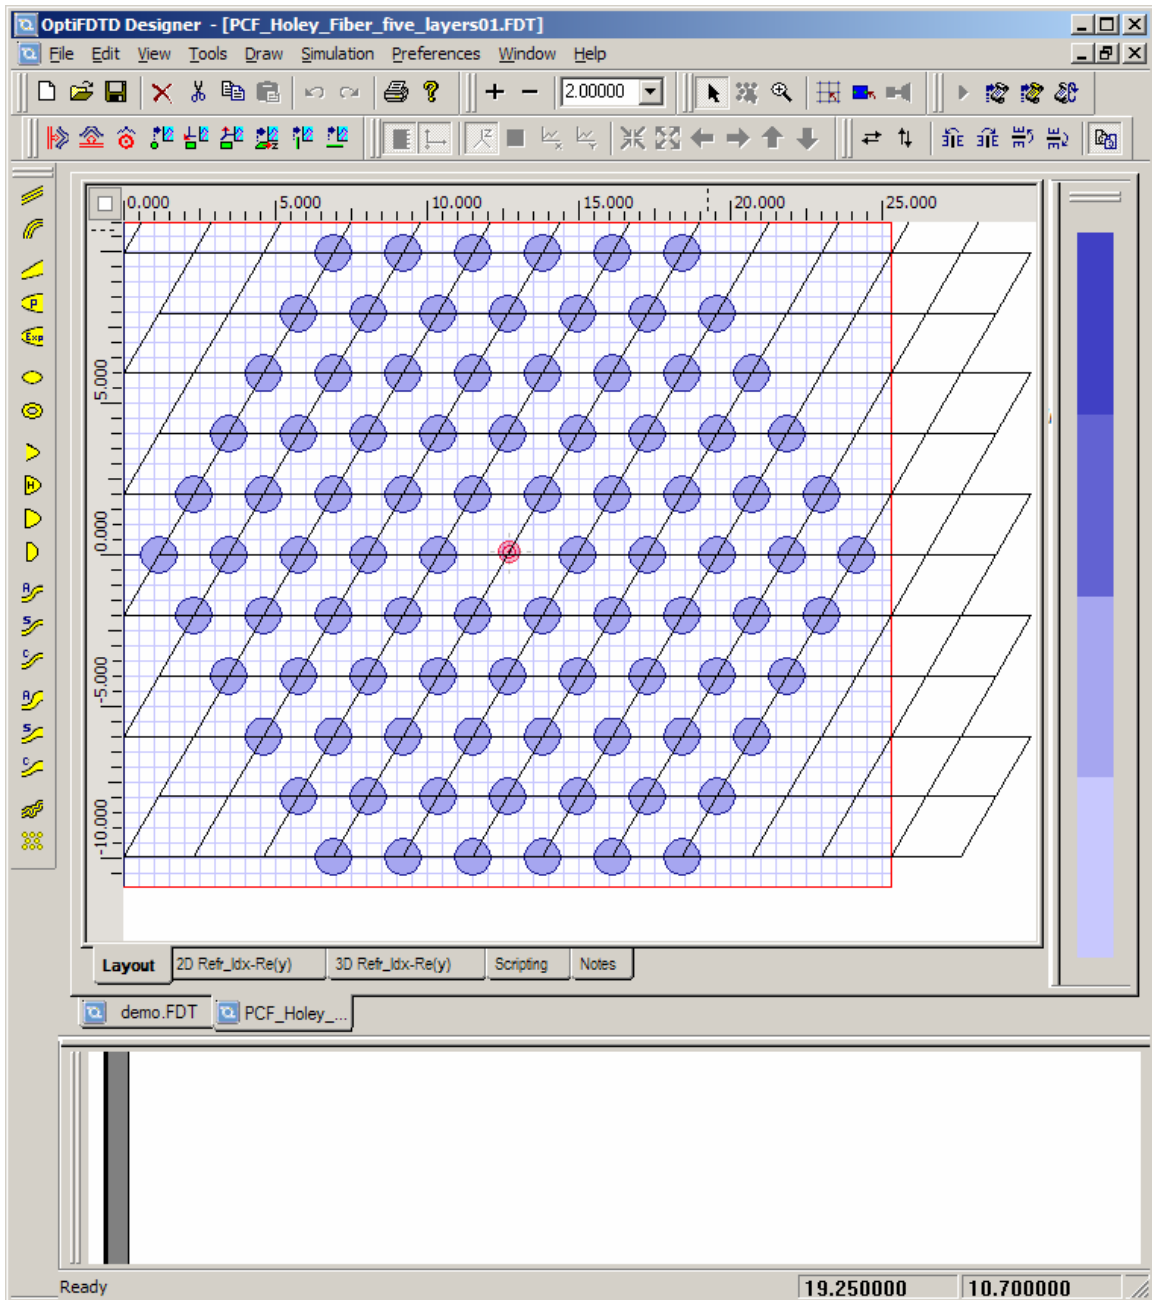 OptiFDTD Designer - [PCF_Holey_Fiber_five_layers01.FDT]
File Edit View Tools Draw Simulation Preferences Window Help
2.00000
0.000 5.000 10.000 15.000 20.000 25.000
5.000
0.000
-5.000
-10.000
Layout 2D Refr_Idx-Re(y) 3D Refr_Idx-Re(y) Scripting Notes
demo.FDT PCF_Holey_...
Ready 19.250000 10.700000